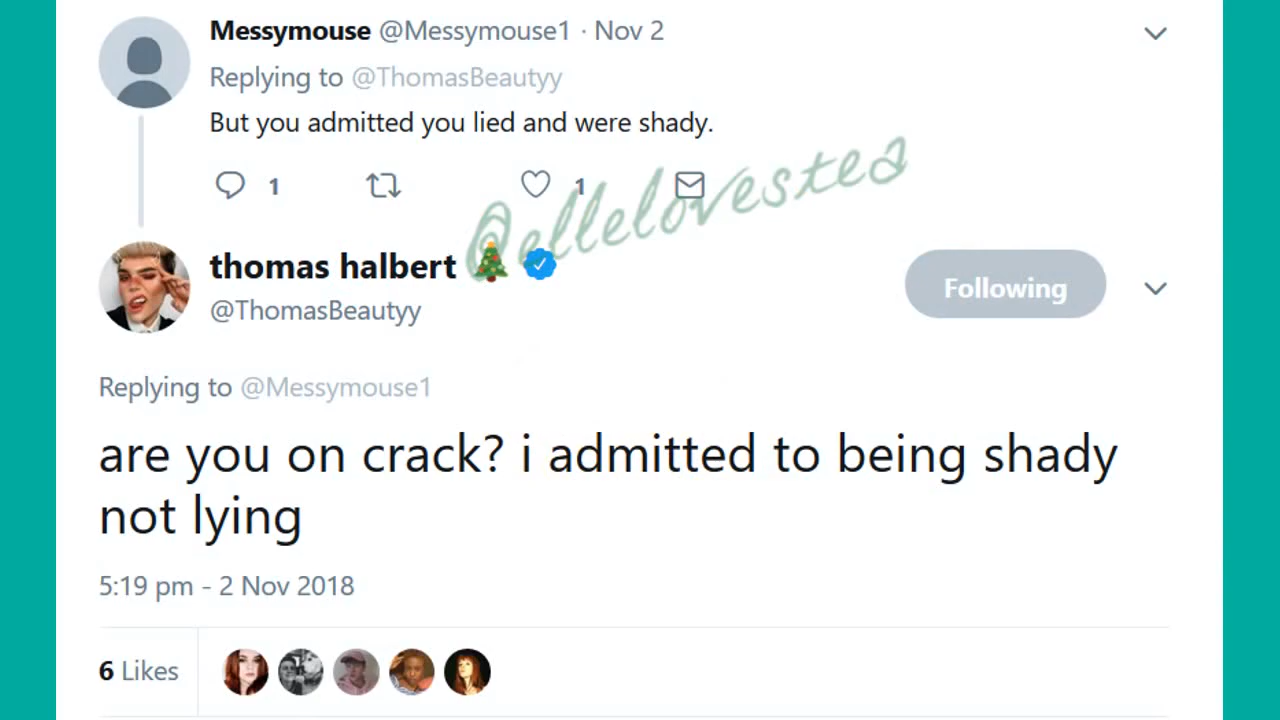 Messymouse @Messymouse1 · Nov 2
Replying to @ThomasBeautyy
But you admitted you lied and were shady.
1 1
@ellelovestea
thomas halbert 🎄
@ThomasBeautyy
Following
Replying to @Messymouse1
are you on crack? i admitted to being shady
not lying
5:19 pm - 2 Nov 2018
6 Likes